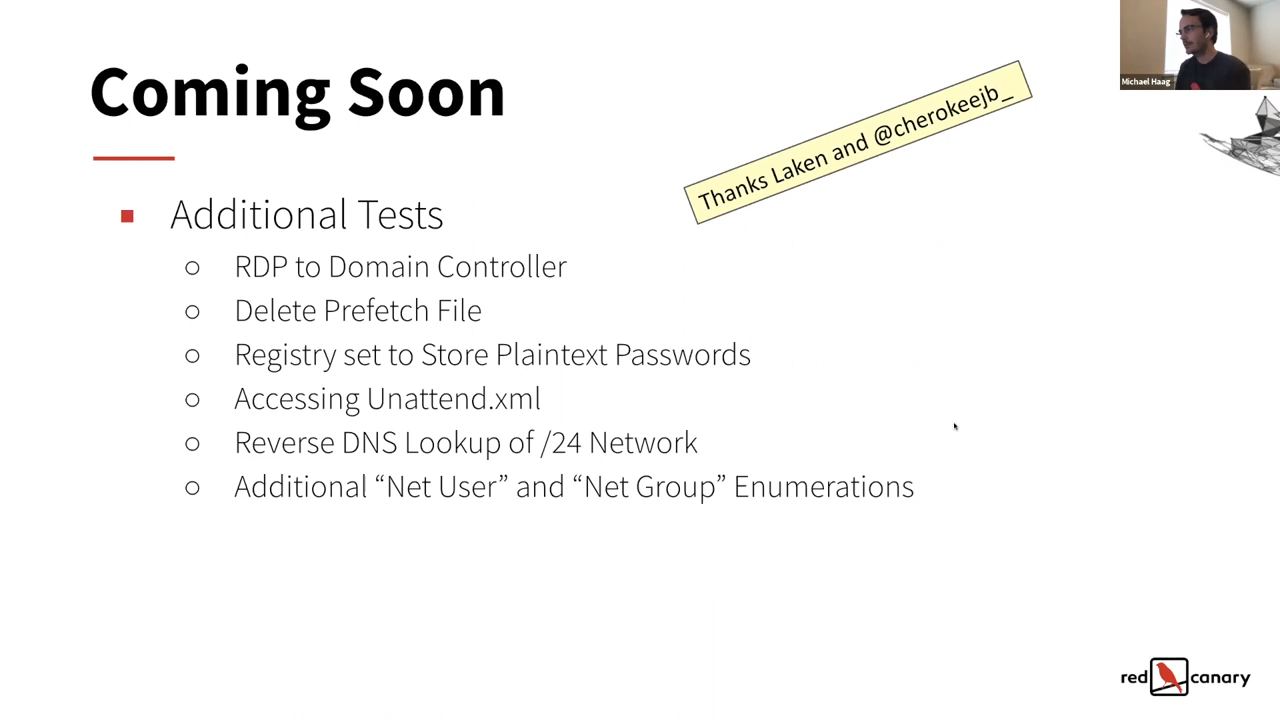 Coming Soon
Thanks Laken and @cherokeejb_
Michael Haag
Additional Tests
RDP to Domain Controller
Delete Prefetch File
Registry set to Store Plaintext Passwords
Accessing Unattend.xml
Reverse DNS Lookup of /24 Network
Additional “Net User” and “Net Group” Enumerations
red canary